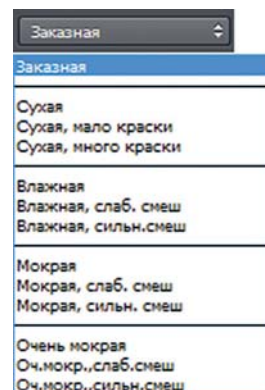 Заказная
Заказная
Сухая
Сухая, мало краски
Сухая, много краски
Влажная
Влажная, слаб. смеш
Влажная, сильн.смеш
Мокрая
Мокрая, слаб. смеш
Мокрая, сильн. смеш
Очень мокрая
Оч.мокр.,слаб.смеш
Оч.мокр.,сильн.смеш